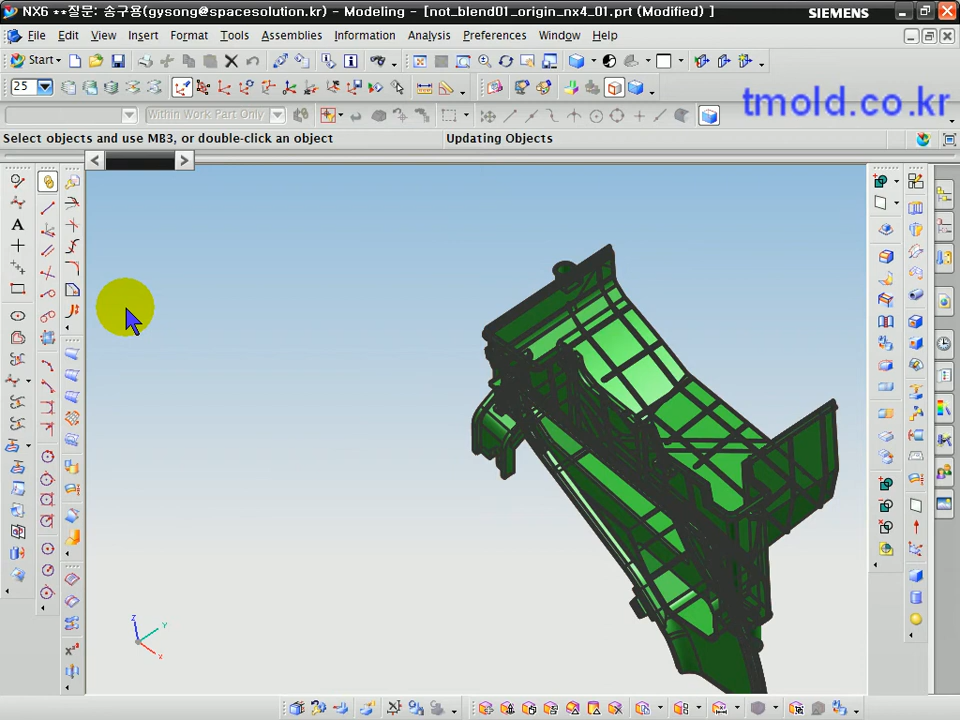 NX6 **질문: 송구용(gysong@spacesolution.kr) - Modeling - [not_blend01_origin_nx4_01.prt (Modified) ]
SIEMENS
File Edit View Insert Format Tools Assemblies Information Analysis Preferences Window Help
Start
25
tmold.co.kr
Within Work Part Only
Select objects and use MB3, or double-click an object
Updating Objects
A
Z
Y
X